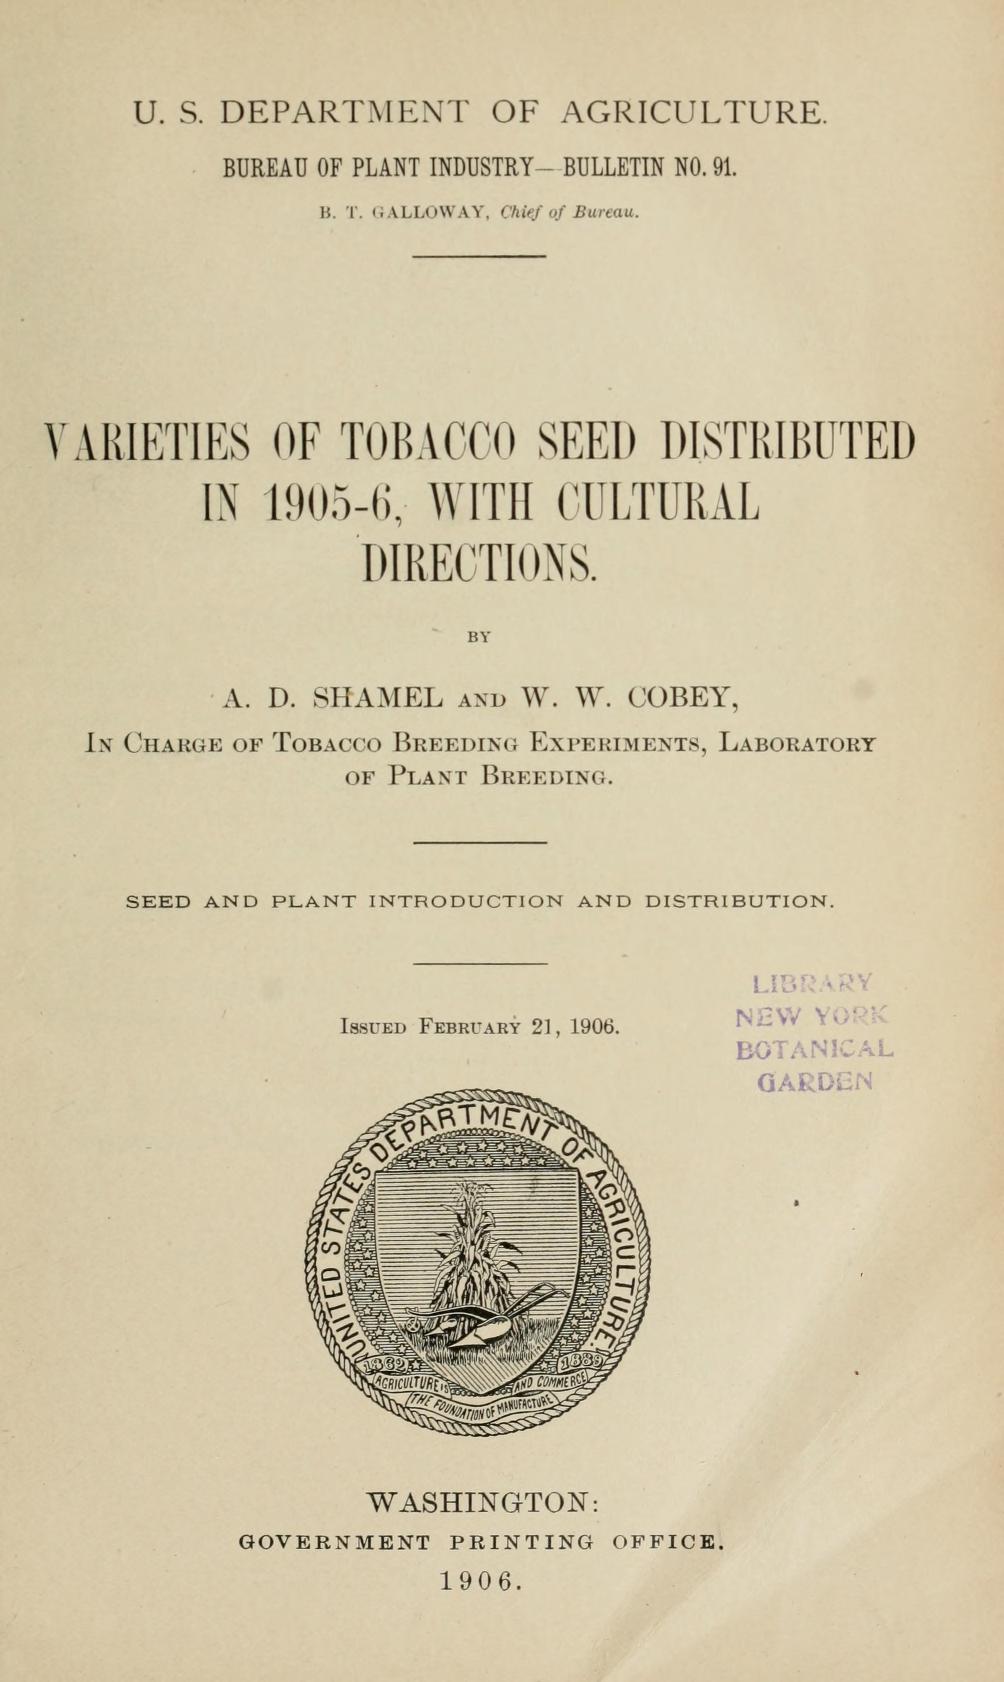 U. S. DEPARTMENT OF AGRICULTURE.
BUREAU OF PLANT INDUSTRY—BULLETIN NO. 91.
B. T. GALLOWAY, Chief of Bureau.
VARIETIES OF TOBACCO SEED DISTRIBUTED
IN 1905-6, WITH CULTURAL
DIRECTIONS.
BY
A. D. SHAMEL AND W. W. COBEY,
IN CHARGE OF TOBACCO BREEDING EXPERIMENTS, LABORATORY
OF PLANT BREEDING.
SEED AND PLANT INTRODUCTION AND DISTRIBUTION.
ISSUED FEBRUARY 21, 1906.
LIBRARY
NEW YORK
BOTANICAL
GARDEN
UNITED STATES DEPARTMENT OF AGRICULTURE
1862 1889
AGRICULTURE IS
THE FOUNDATION OF MANUFACTURE
AND COMMERCE
WASHINGTON:
GOVERNMENT PRINTING OFFICE.
1906.